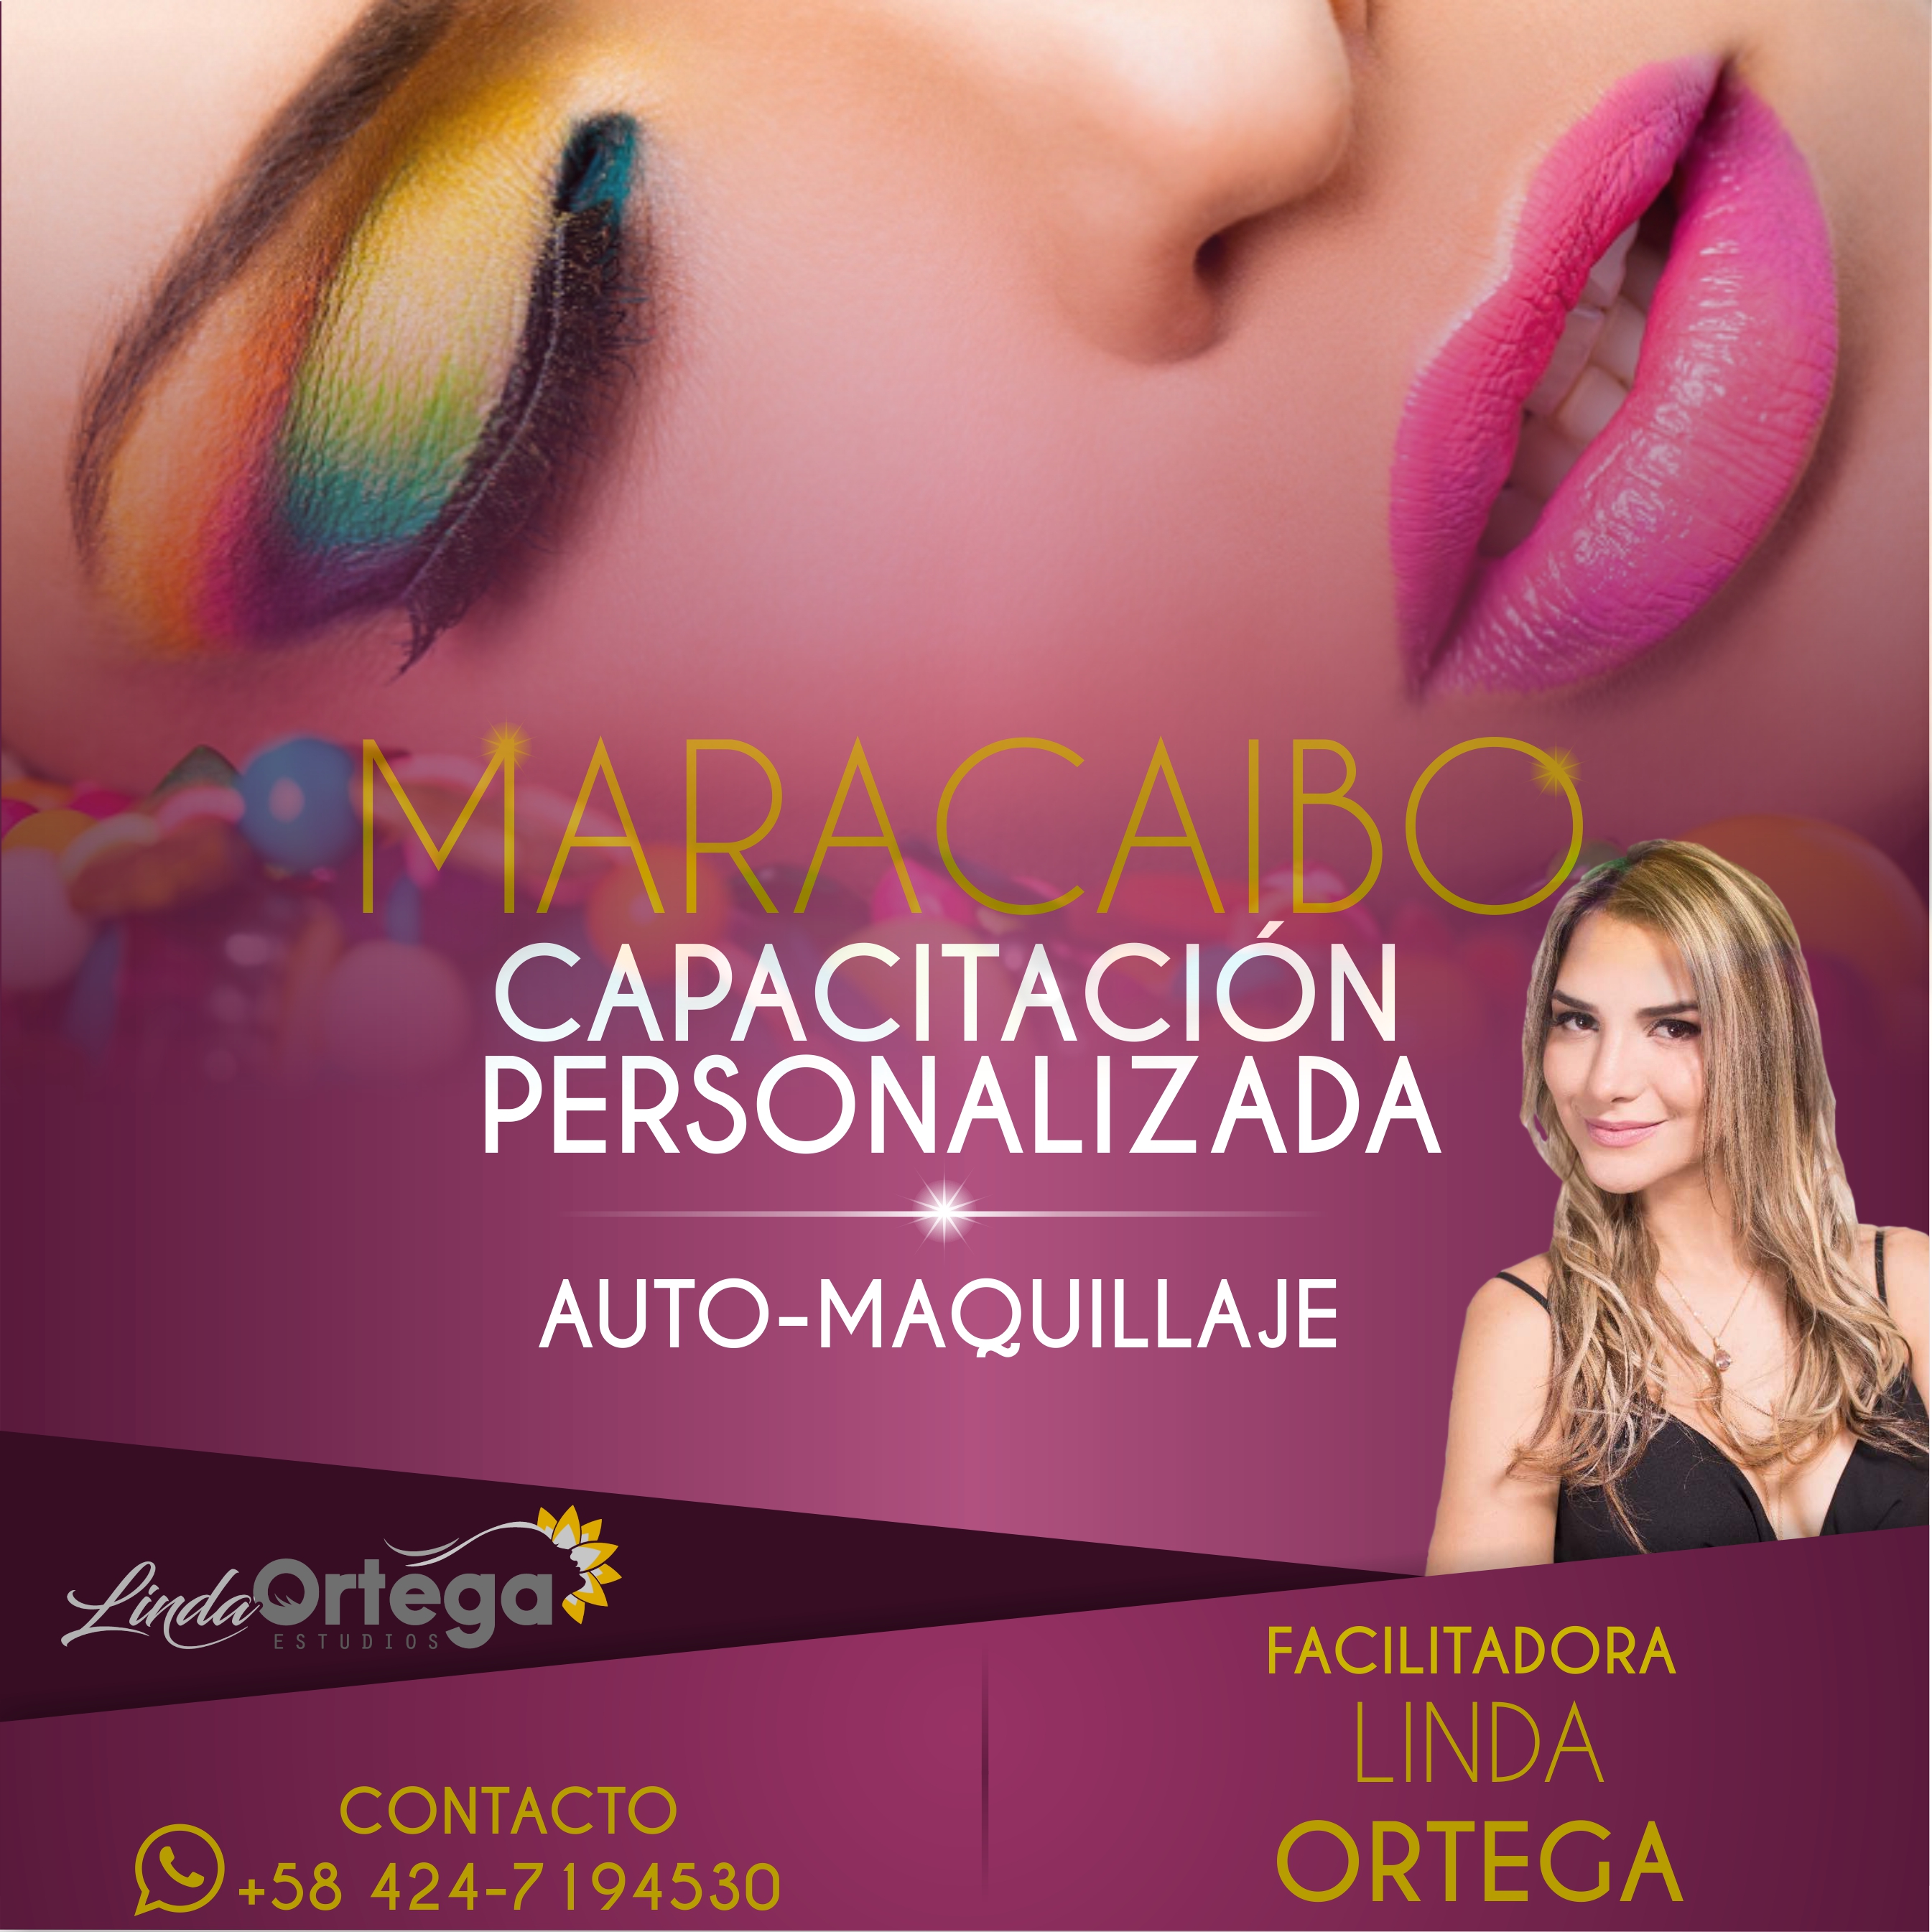 MARACAIBO
CAPACITACIÓN
PERSONALIZADA
AUTO-MAQUILLAJE
Linda Ortega
ESTUDIOS
FACILITADORA
LINDA
ORTEGA
CONTACTO
+58 424-7194530